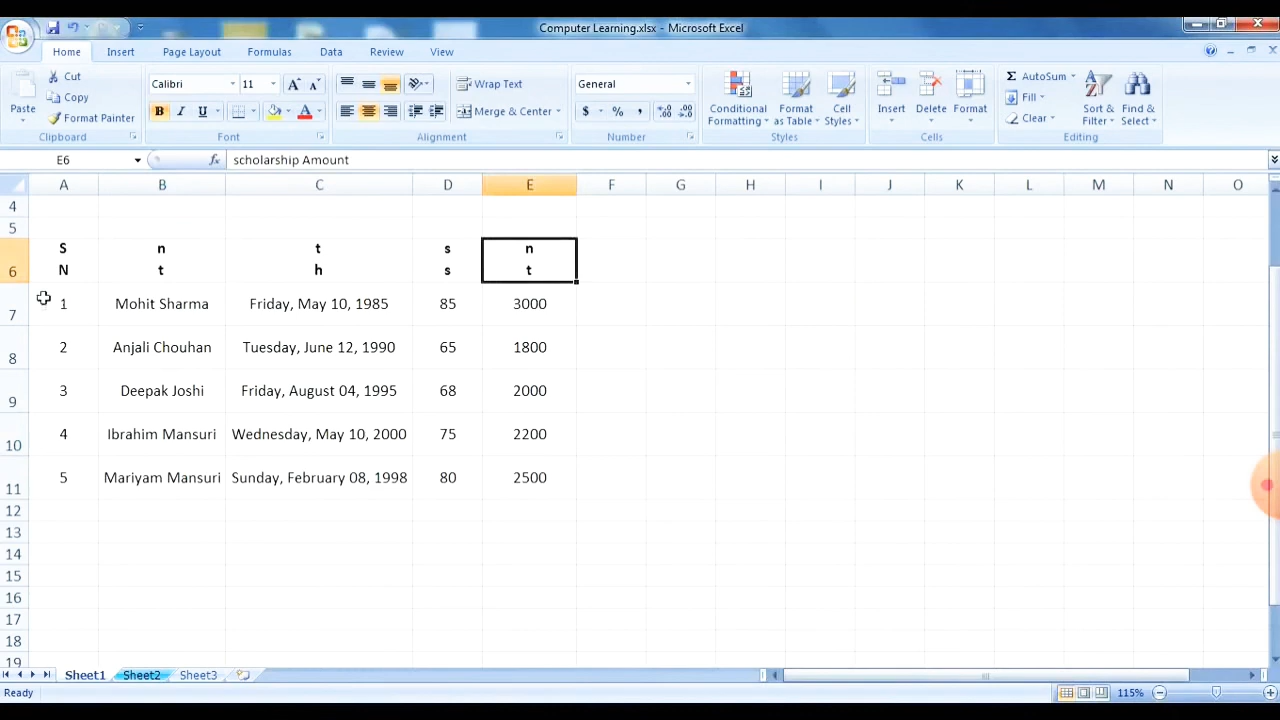 Computer Learning.xlsx - Microsoft Excel
Home Insert Page Layout Formulas Data Review View
Paste Cut Copy Format Painter Clipboard
Calibri 11 A A B I U A Font
Wrap Text Merge & Center Alignment
General $ % , Number
Conditional Formatting Format as Table Cell Styles Styles
Insert Delete Format Cells
Σ AutoSum Fill Clear Sort & Filter Find & Select Editing
E6 fx scholarship Amount
A B C D E F G H I J K L M N O
4
5
S n t s n
6 N t h s t
7 1 Mohit Sharma Friday, May 10, 1985 85 3000
8 2 Anjali Chouhan Tuesday, June 12, 1990 65 1800
9 3 Deepak Joshi Friday, August 04, 1995 68 2000
10 4 Ibrahim Mansuri Wednesday, May 10, 2000 75 2200
11 5 Mariyam Mansuri Sunday, February 08, 1998 80 2500
12
13
14
15
16
17
18
19
Sheet1 Sheet2 Sheet3
Ready 115%